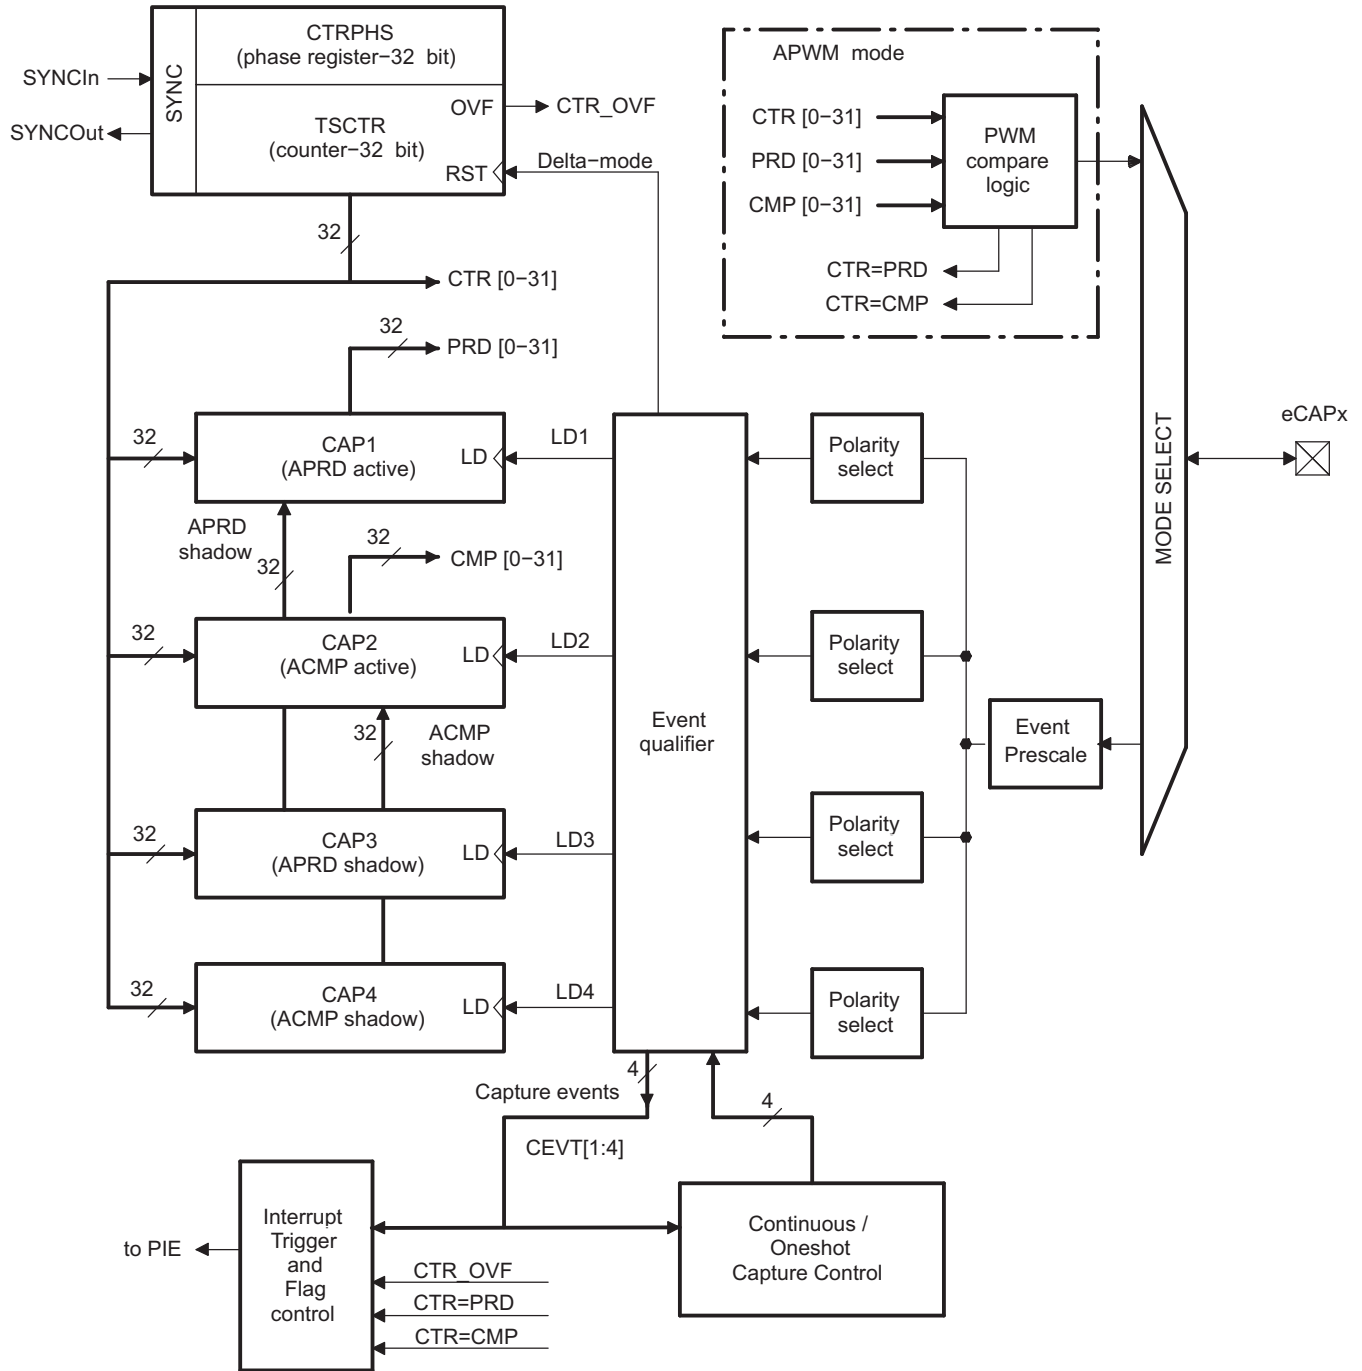 CTRPHS
(phase register−32 bit)
APWM mode
SYNCIn
SYNC
OVF
CTR_OVF
SYNCOut
TSCTR
(counter−32 bit)
RST
Delta−mode
CTR [0−31]
PRD [0−31]
CMP [0−31]
PWM
compare
logic
CTR=PRD
CTR=CMP
32
CTR [0−31]
32
PRD [0−31]
32
CAP1
(APRD active)
LD
LD1
Polarity
select
eCAPx
MODE SELECT
APRD
shadow
32
32
CMP [0−31]
32
CAP2
(ACMP active)
LD
LD2
Polarity
select
32
ACMP
shadow
Event
qualifier
Event
Prescale
32
CAP3
(APRD shadow)
LD
LD3
Polarity
select
32
CAP4
(ACMP shadow)
LD
LD4
Polarity
select
4
Capture events
4
CEVT[1:4]
Interrupt
Trigger
and
Flag
control
to PIE
CTR_OVF
CTR=PRD
CTR=CMP
Continuous /
Oneshot
Capture Control